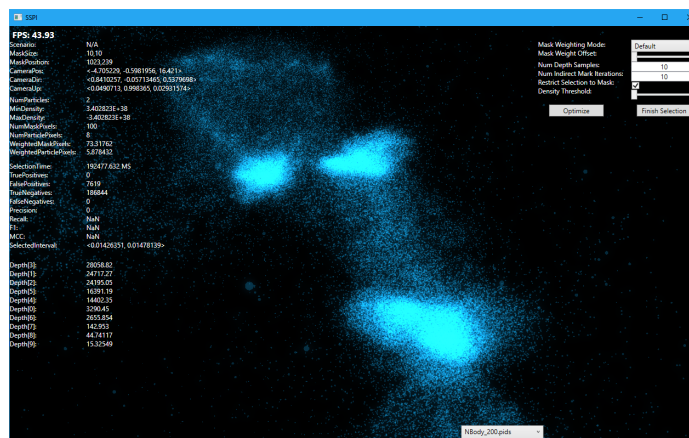 SSPI
FPS: 43.93
Scenario: N/A
MaskSize: 10,10
MaskPosition: 1023,239
CameraPos: <-4.705229, -0.5981956, 16.421>
CameraDir: <0.8410257, -0.05713465, 0.5379698>
CameraUp: <0.0490713, 0.998365, 0.02931574>
NumParticles: 2
MinDensity: 3.402823E+38
MaxDensity: -3.402823E+38
NumMaskPixels: 100
NumParticlePixels: 8
WeightedMaskPixels: 73.31762
WeightedParticlePixels: 5.878432
SelectionTime: 192477.632 MS
TruePositives: 0
FalsePositives: 7619
TrueNegatives: 186844
FalseNegatives: 0
Precision: 0
Recall: NaN
F1: NaN
MCC: NaN
SelectedInterval: <0.01426351, 0.01478139>
Depth[3]: 28058.82
Depth[1]: 24717.27
Depth[2]: 24195.05
Depth[5]: 16391.19
Depth[4]: 14402.35
Depth[0]: 3290.45
Depth[6]: 2655.854
Depth[7]: 142.953
Depth[8]: 44.74117
Depth[9]: 15.32549
Mask Weighting Mode: Default
Mask Weight Offset:
Num Depth Samples: 10
Num Indirect Mark Iterations: 10
Restrict Selection to Mask:
Density Threshold:
Optimize Finish Selection
NBody_200.pids